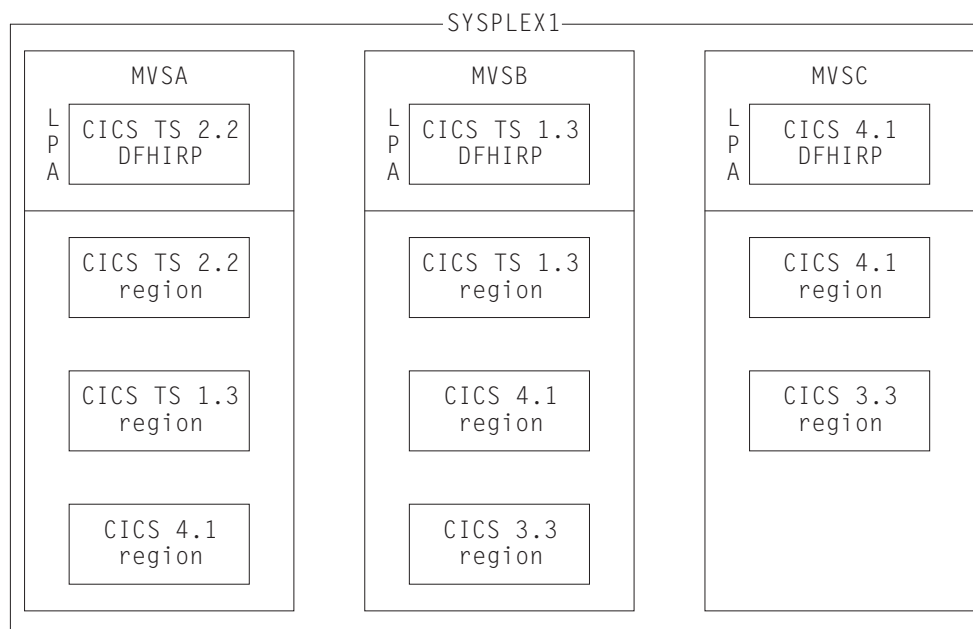 SYSPLEX1
MVSA
L
P
A
CICS TS 2.2
DFHIRP
CICS TS 2.2
region
CICS TS 1.3
region
CICS 4.1
region
MVSB
L
P
A
CICS TS 1.3
DFHIRP
CICS TS 1.3
region
CICS 4.1
region
CICS 3.3
region
MVSC
L
P
A
CICS 4.1
DFHIRP
CICS 4.1
region
CICS 3.3
region